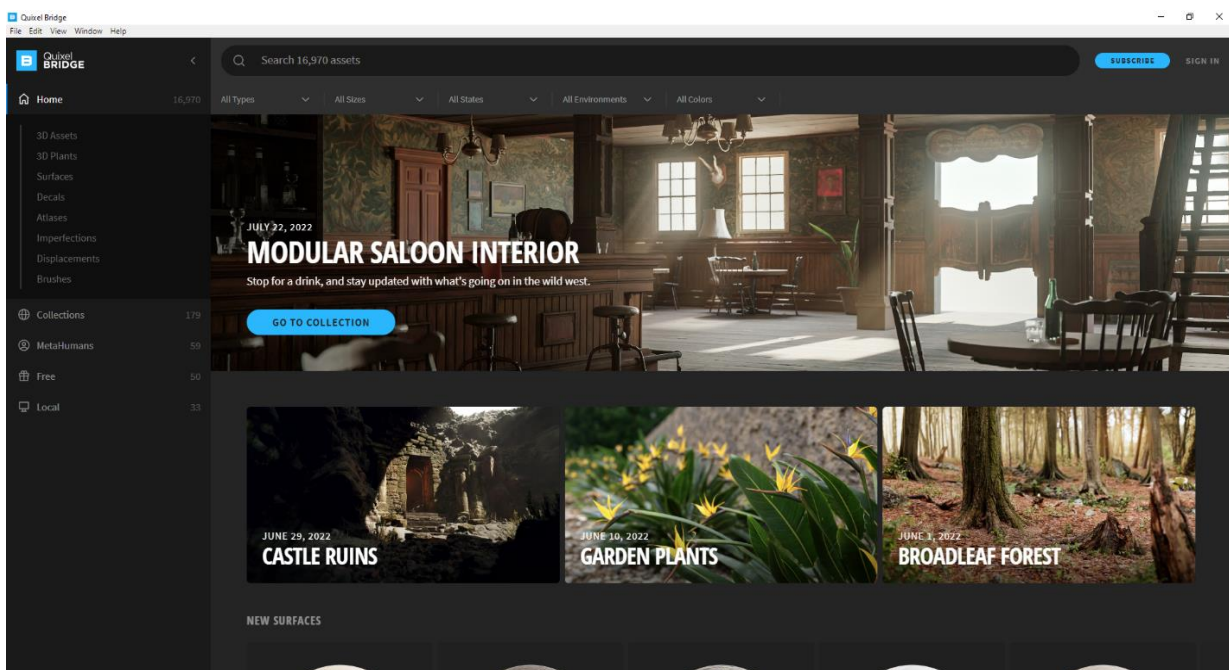 Quixel Bridge
File Edit View Window Help
Quixel
BRIDGE
Search 16,970 assets
SUBSCRIBE
SIGN IN
Home 16,970
3D Assets
3D Plants
Surfaces
Decals
Atlases
Imperfections
Displacements
Brushes
Collections 179
MetaHumans 59
Free 50
Local 33
All Types
All Sizes
All States
All Environments
All Colors
JULY 22, 2022
MODULAR SALOON INTERIOR
Stop for a drink, and stay updated with what's going on in the wild west.
GO TO COLLECTION
JUNE 29, 2022
CASTLE RUINS
JUNE 10, 2022
GARDEN PLANTS
JUNE 1, 2022
BROADLEAF FOREST
NEW SURFACES